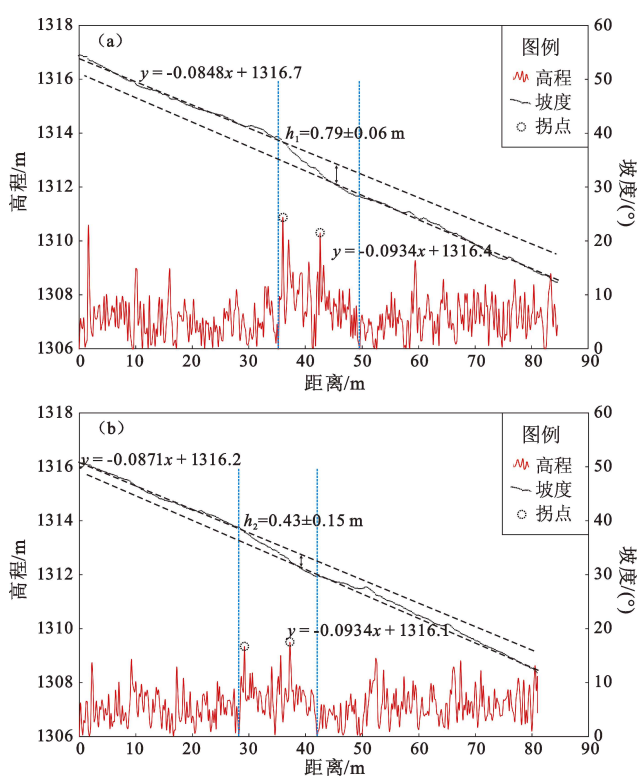 (a)
1318
1316
1314
1312
1310
1308
1306
高程/m
60
50
40
30
20
10
0
坡度/(°)
图例
高程
坡度
拐点
y = -0.0848x + 1316.7
h₁=0.79±0.06 m
y = -0.0934x + 1316.4
0 10 20 30 40 50 60 70 80
距离/m
(b)
1318
1316
1314
1312
1310
1308
1306
高程/m
60
50
40
30
20
10
0
坡度/(°)
图例
高程
坡度
拐点
y = -0.0871x + 1316.2
h₂=0.43±0.15 m
y = -0.0934x + 1316.1
0 10 20 30 40 50 60 70 80 90
距离/m